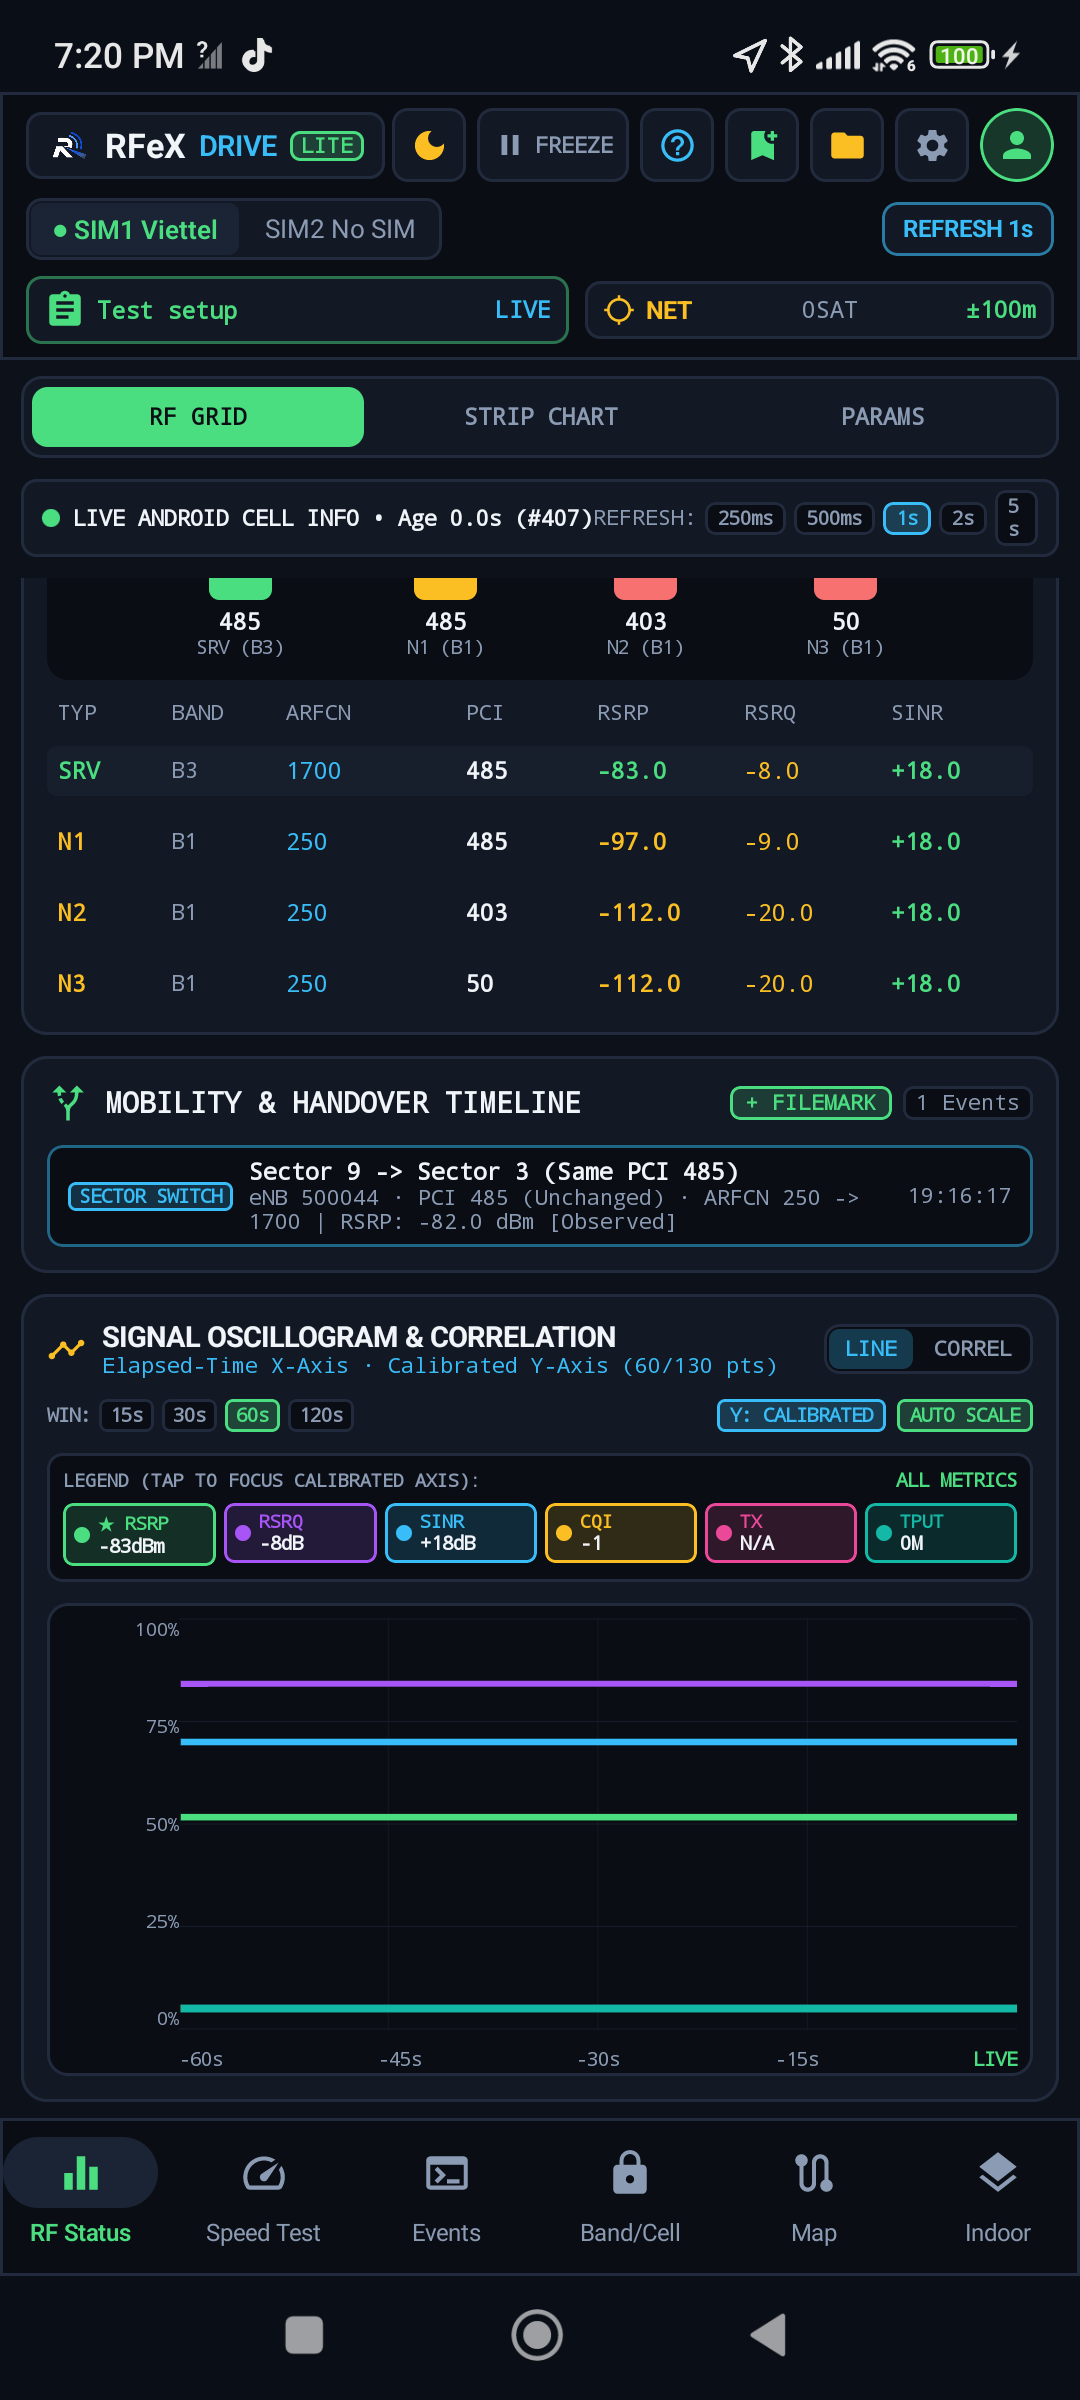 7:20 PM ? 100
6
RFeX DRIVE LITE FREEZE
SIM1 Viettel SIM2 No SIM REFRESH 1s
Test setup LIVE NET 0SAT ±100m
RF GRID STRIP CHART PARAMS
LIVE ANDROID CELL INFO • Age 0.0s (#407) REFRESH: 250ms 500ms 1s 2s 5
s
485 485 403 50
SRV (B3) N1 (B1) N2 (B1) N3 (B1)
TYP BAND ARFCN PCI RSRP RSRQ SINR
SRV B3 1700 485 -83.0 -8.0 +18.0
N1 B1 250 485 -97.0 -9.0 +18.0
N2 B1 250 403 -112.0 -20.0 +18.0
N3 B1 250 50 -112.0 -20.0 +18.0
MOBILITY & HANDOVER TIMELINE + FILEMARK 1 Events
Sector 9 -> Sector 3 (Same PCI 485)
SECTOR SWITCH eNB 500044 · PCI 485 (Unchanged) · ARFCN 250 -> 19:16:17
1700 | RSRP: -82.0 dBm [Observed]
SIGNAL OSCILLOGRAM & CORRELATION LINE CORREL
Elapsed-Time X-Axis · Calibrated Y-Axis (60/130 pts)
WIN: 15s 30s 60s 120s Y: CALIBRATED AUTO SCALE
LEGEND (TAP TO FOCUS CALIBRATED AXIS): ALL METRICS
★ RSRP RSRQ SINR CQI TX TPUT
-83dBm -8dB +18dB -1 N/A 0M
100%
75%
50%
25%
0%
-60s -45s -30s -15s LIVE
RF Status Speed Test Events Band/Cell Map Indoor